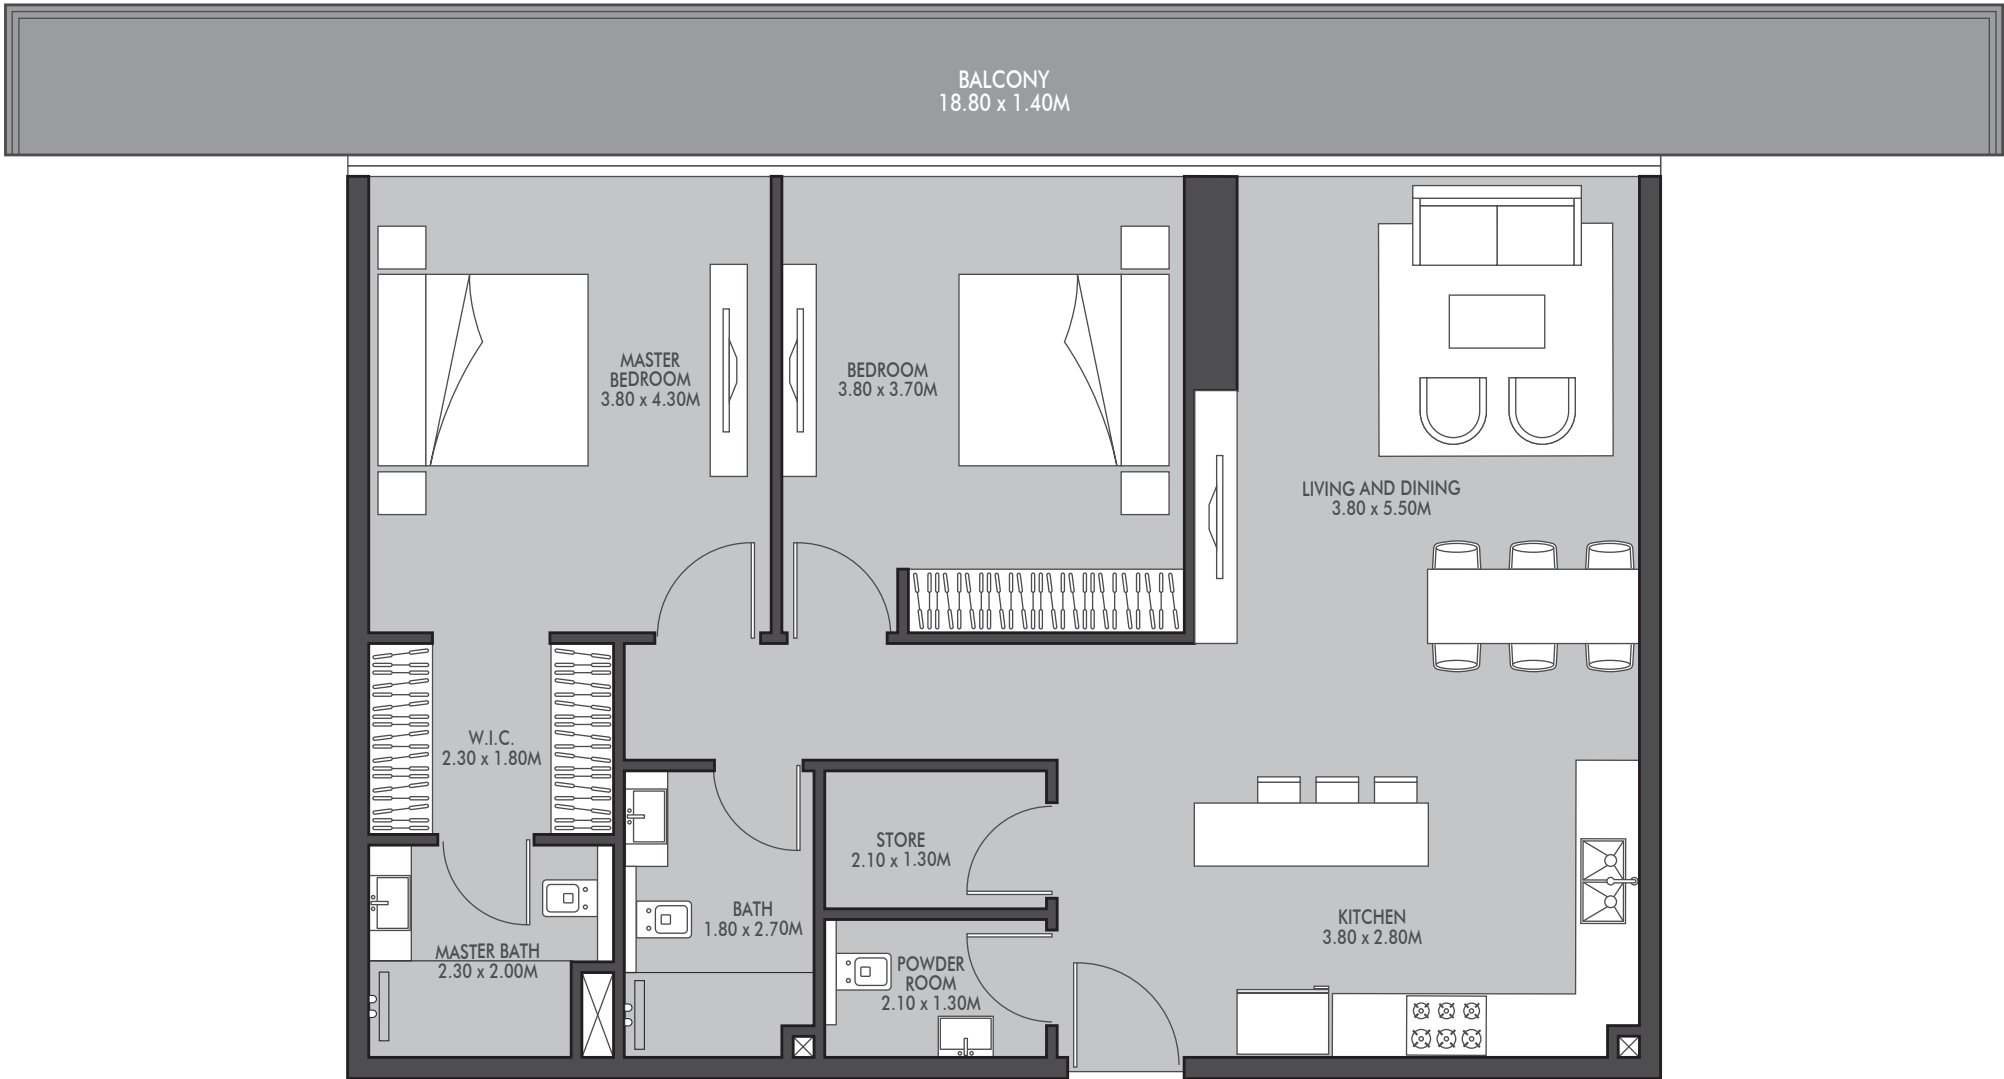 BALCONY
18.80 x 1.40M
MASTER
BEDROOM
3.80 x 4.30M
BEDROOM
3.80 x 3.70M
LIVING AND DINING
3.80 x 5.50M
W.I.C.
2.30 x 1.80M
STORE
2.10 x 1.30M
BATH
1.80 x 2.70M
KITCHEN
3.80 x 2.80M
MASTER BATH
2.30 x 2.00M
POWDER
ROOM
2.10 x 1.30M